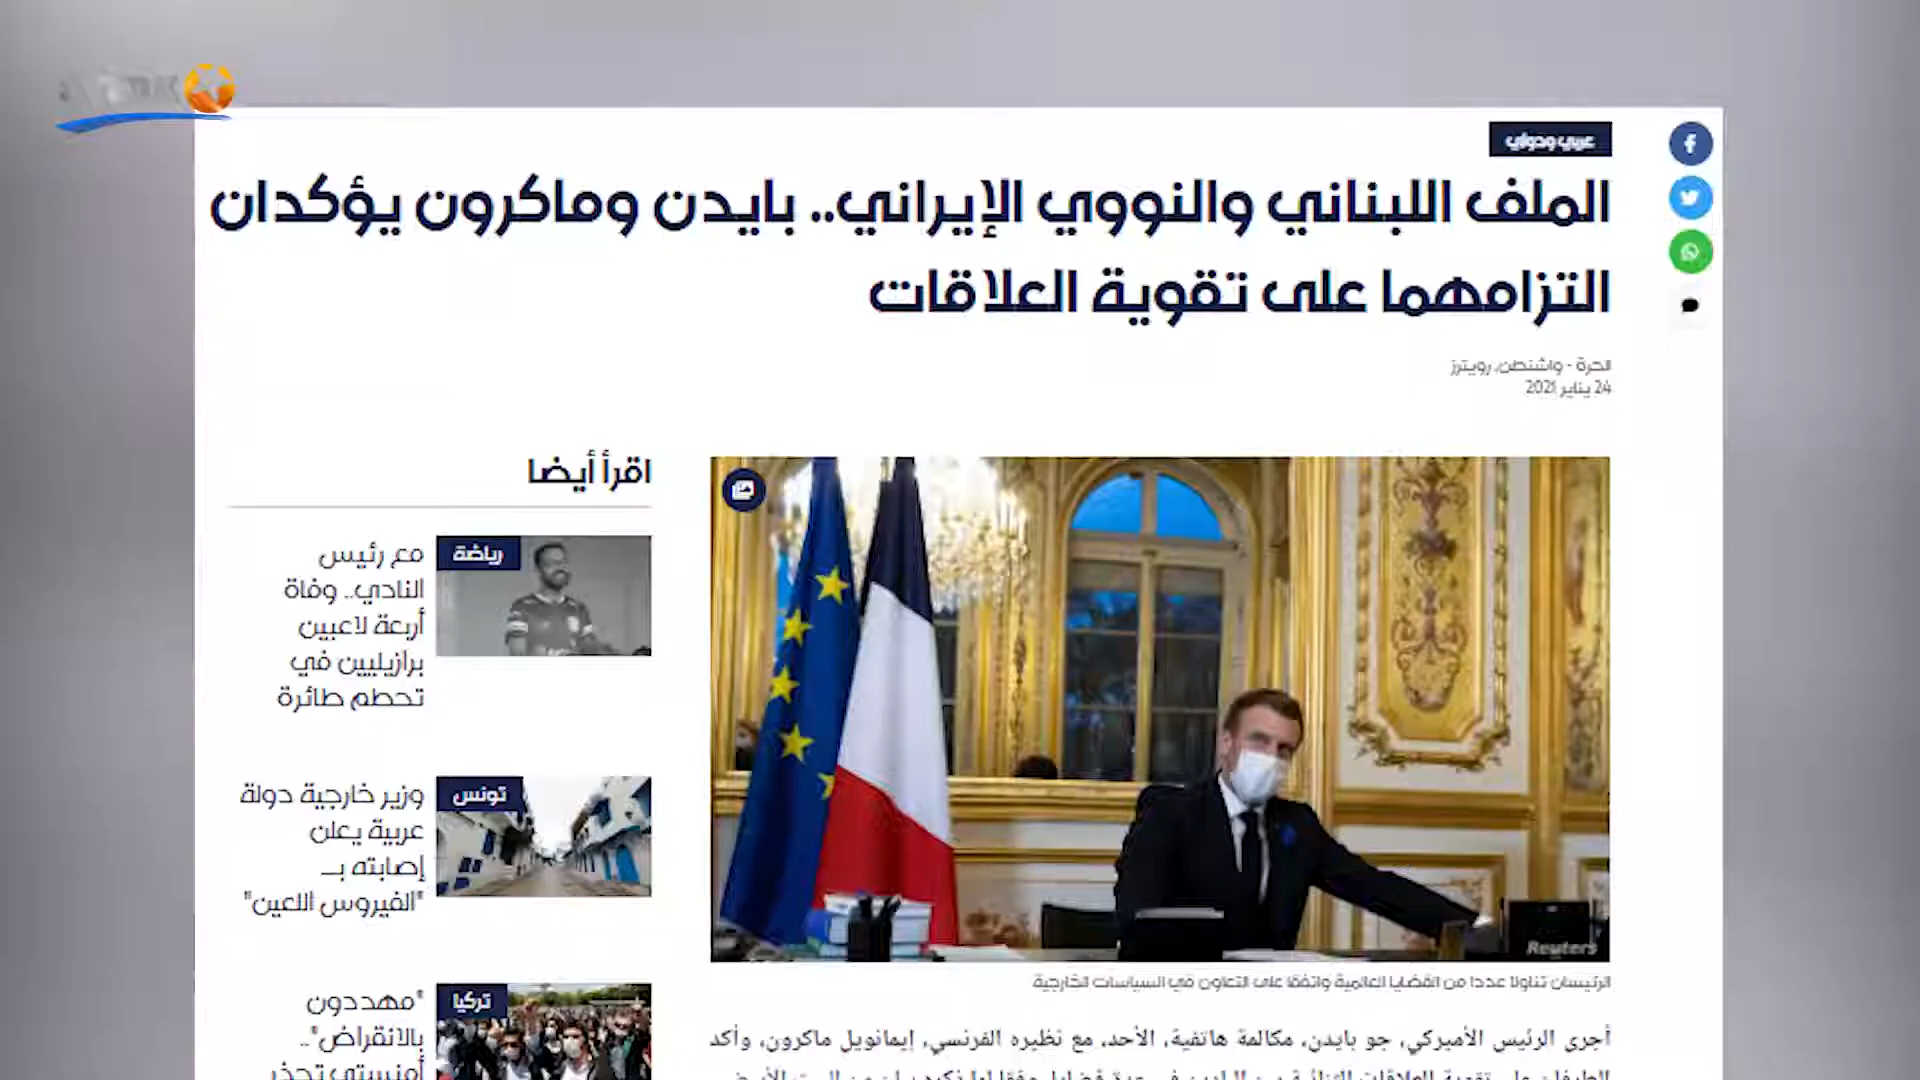 عربي ودولي
الملف اللبناني والنووي الإيراني.. بايدن وماكرون يؤكدان
التزامهما على تقوية العلاقات
الحرة - واشنطن, رويترز
24 يناير 2021
Reuters
الرئيسان تناولا عددا من القضايا العالمية واتفقا على التعاون في السياسات الخارجية
أجرى الرئيس الأميركي، جو بايدن، مكالمة هاتفية، الأحد، مع نظيره الفرنسي، إيمانويل ماكرون، وأكد
اقرأ أيضا
رياضة
مع رئيس
النادي.. وفاة
أربعة لاعبين
برازيليين في
تحطم طائرة
تونس
وزير خارجية دولة
عربية يعلن
إصابته بـ
"الفيروس اللعين"
تركيا
"مهددون
بالانقراض"..
أمنستي تحذر